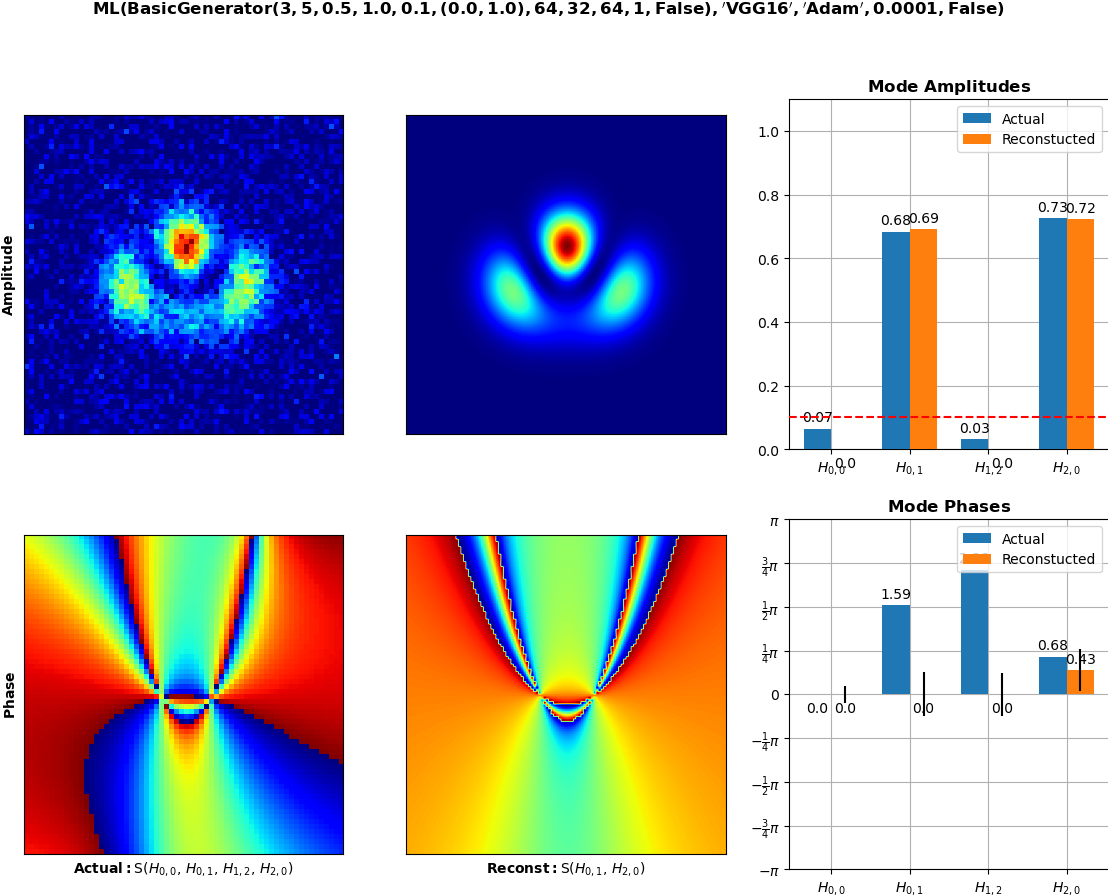 ML(BasicGenerator(3, 5, 0.5, 1.0, 0.1, (0.0, 1.0), 64, 32, 64, 1, False), ′VGG16′, ′Adam′, 0.0001, False)
Amplitude
Mode Amplitudes
Actual
Reconstucted
1.0
0.8
0.6
0.4
0.2
0.0
0.07
0.0
0.68
0.69
0.03
0.0
0.73
0.72
H0,0
H0,1
H1,2
H2,0
Phase
Actual: S(H0,0, H0,1, H1,2, H2,0)
Reconst: S(H0,1, H2,0)
Mode Phases
Actual
Reconstucted
π
3/4π
1/2π
1/4π
0
−1/4π
−1/2π
−3/4π
−π
0.0
0.0
1.59
0.0
0.0
0.68
0.43
H0,0
H0,1
H1,2
H2,0